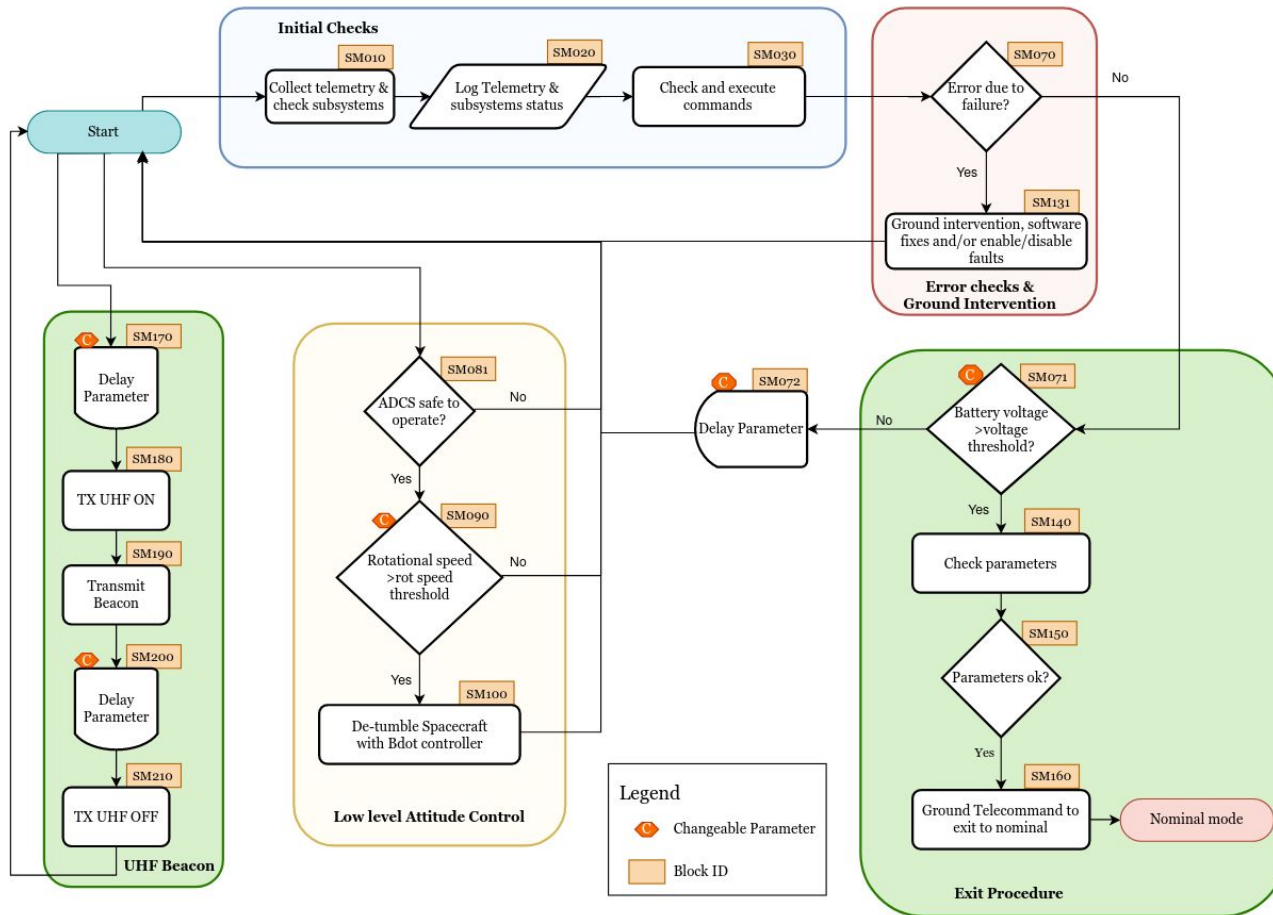 Initial Checks
SM010
Collect telemetry &
check subsystems
SM020
Log Telemetry &
subsystems status
SM030
Check and execute
commands
SM070
Error due to
failure?
No
Yes
SM131
Ground intervention, software
fixes and/or enable/disable
faults
Error checks &
Ground Intervention
Start
C
SM170
Delay
Parameter
SM180
TX UHF ON
SM190
Transmit
Beacon
C
SM200
Delay
Parameter
SM210
TX UHF OFF
UHF Beacon
SM081
ADCS safe to
operate?
No
Yes
C
SM090
Rotational speed
>rot speed
threshold
No
Yes
SM100
De-tumble Spacecraft
with Bdot controller
Low level Attitude Control
C
SM072
Delay Parameter
No
C
SM071
Battery voltage
>voltage
threshold?
Yes
SM140
Check parameters
SM150
Parameters ok?
Yes
SM160
Ground Telecommand to
exit to nominal
Nominal mode
Exit Procedure
Legend
C
Changeable Parameter
Block ID